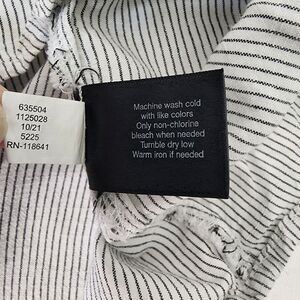 635504
1125028
10/21
5225
RN-118641
Machine wash cold
with like colors
Only non-chlorine
bleach when needed
Tumble dry low
Warm iron if needed